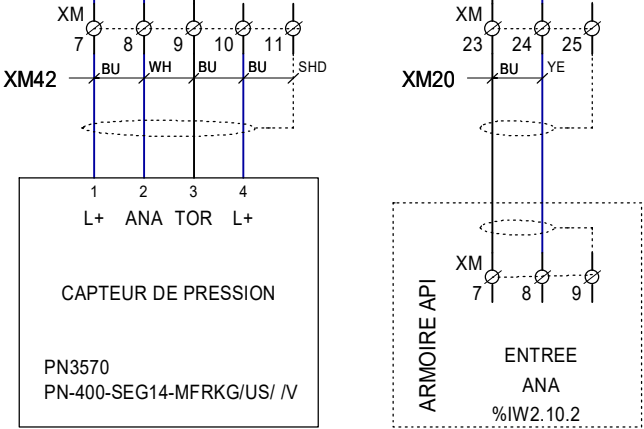 XM
7 8 9 10 11
XM42 BU WH BU BU SHD
1 2 3 4
L+ ANA TOR L+
CAPTEUR DE PRESSION
PN3570
PN-400-SEG14-MFRKG/US/ /V
XM
23 24 25
XM20 BU YE
XM
7 8 9
ARMOIRE API
ENTREE
ANA
%IW2.10.2